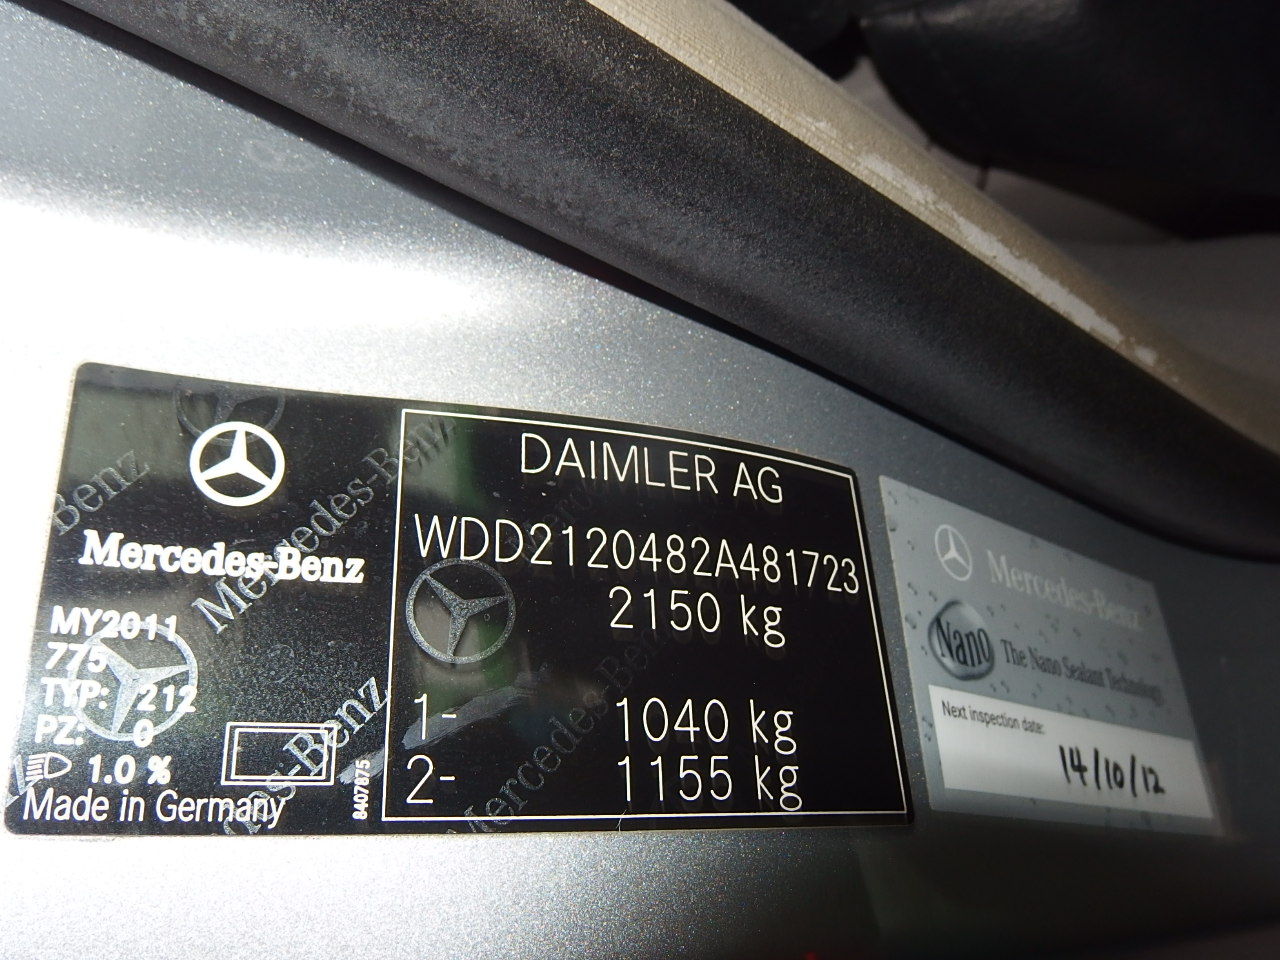 Mercedes-Benz
MY2011
775
TYP: 212
PZ: 0
1.0 %
Made in Germany
8407875
DAIMLER AG
WDD2120482A481723
2150 kg
1- 1040 kg
2- 1155 kg
Mercedes-Benz
Nano The Nano Sealant Technology
Next inspection date:
14/10/12